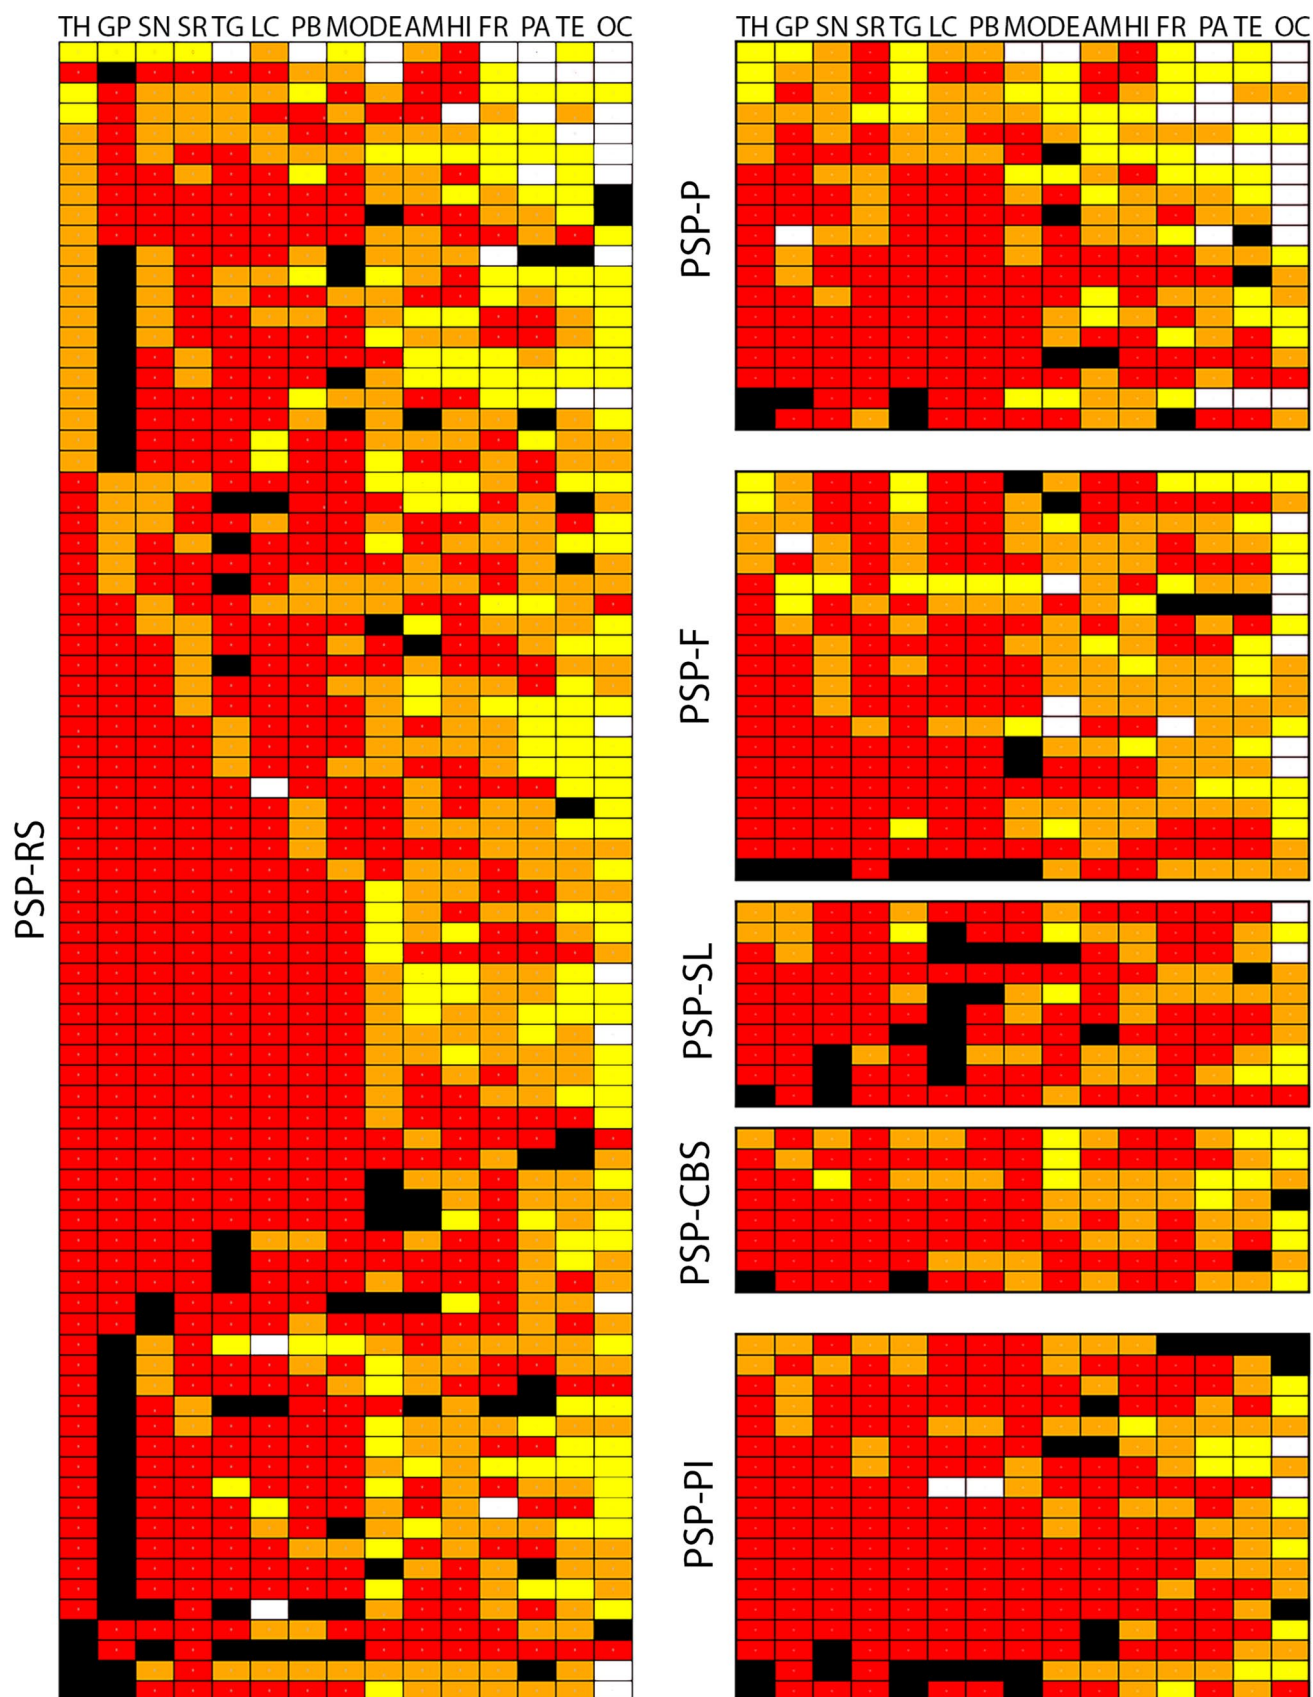 TH GP SN SR TG LC PB MO DE AM HI FR PA TE OC
TH GP SN SR TG LC PB MO DE AM HI FR PA TE OC
PSP-RS
PSP-P
PSP-F
PSP-SL
PSP-CBS
PSP-PI